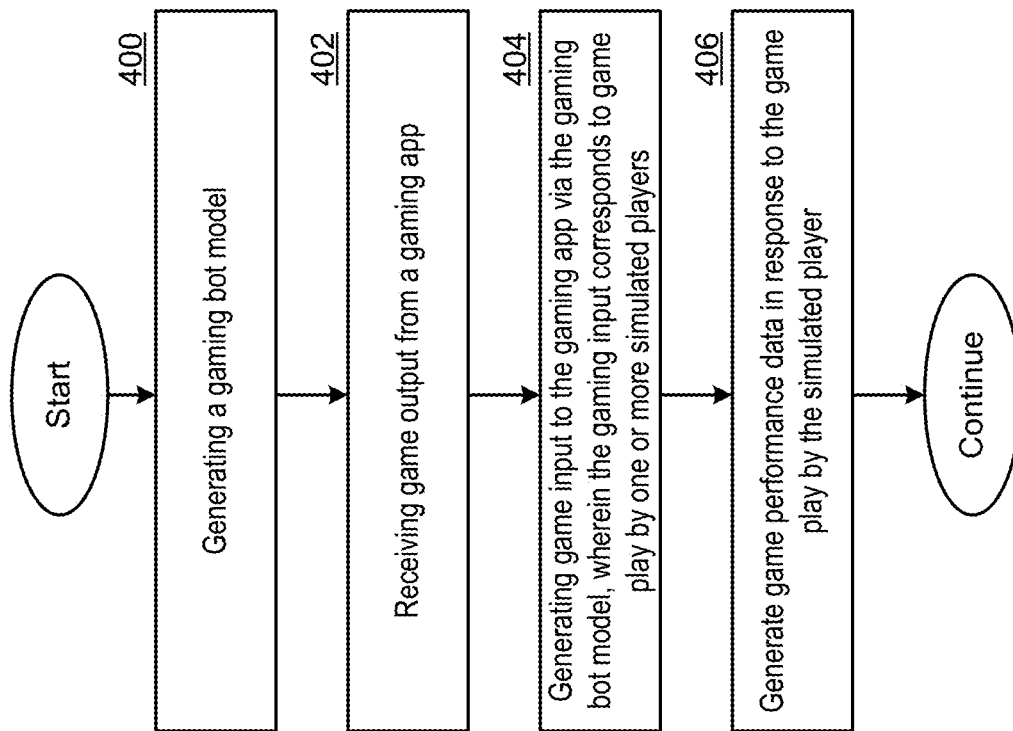 Start
400
Generating a gaming bot model
402
Receiving game output from a gaming app
404
Generating game input to the gaming app via the gaming
bot model, wherein the gaming input corresponds to game
play by one or more simulated players
406
Generate game performance data in response to the game
play by the simulated player
Continue